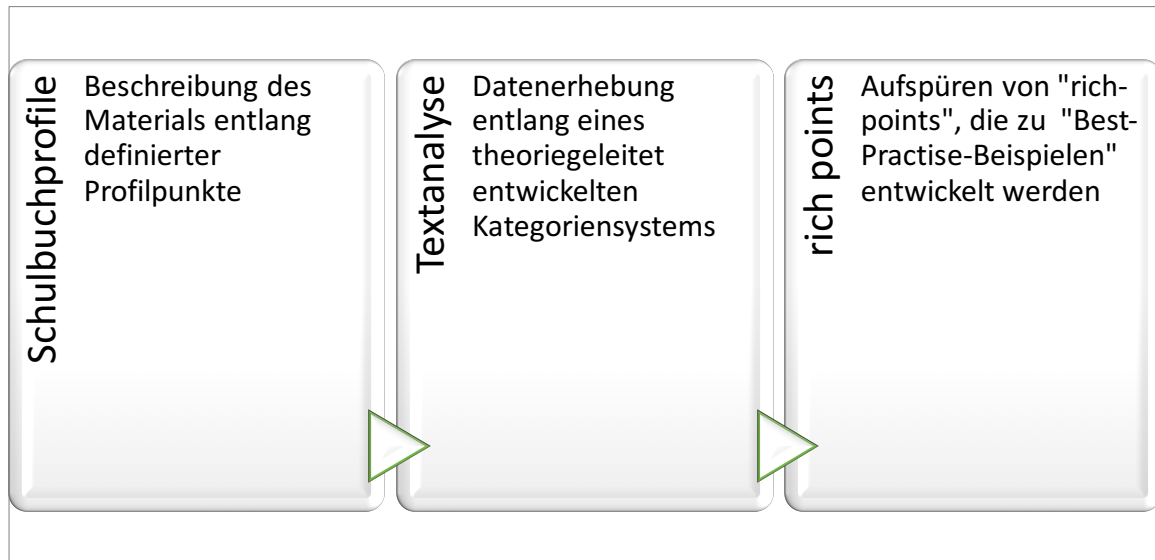 Schulbuchprofile
Beschreibung des
Materials entlang
definierter
Profilpunkte
Textanalyse
Datenerhebung
entlang eines
theoriegeleitet
entwickelten
Kategoriensystems
rich points
Aufspüren von "rich-
points", die zu "Best-
Practise-Beispielen"
entwickelt werden